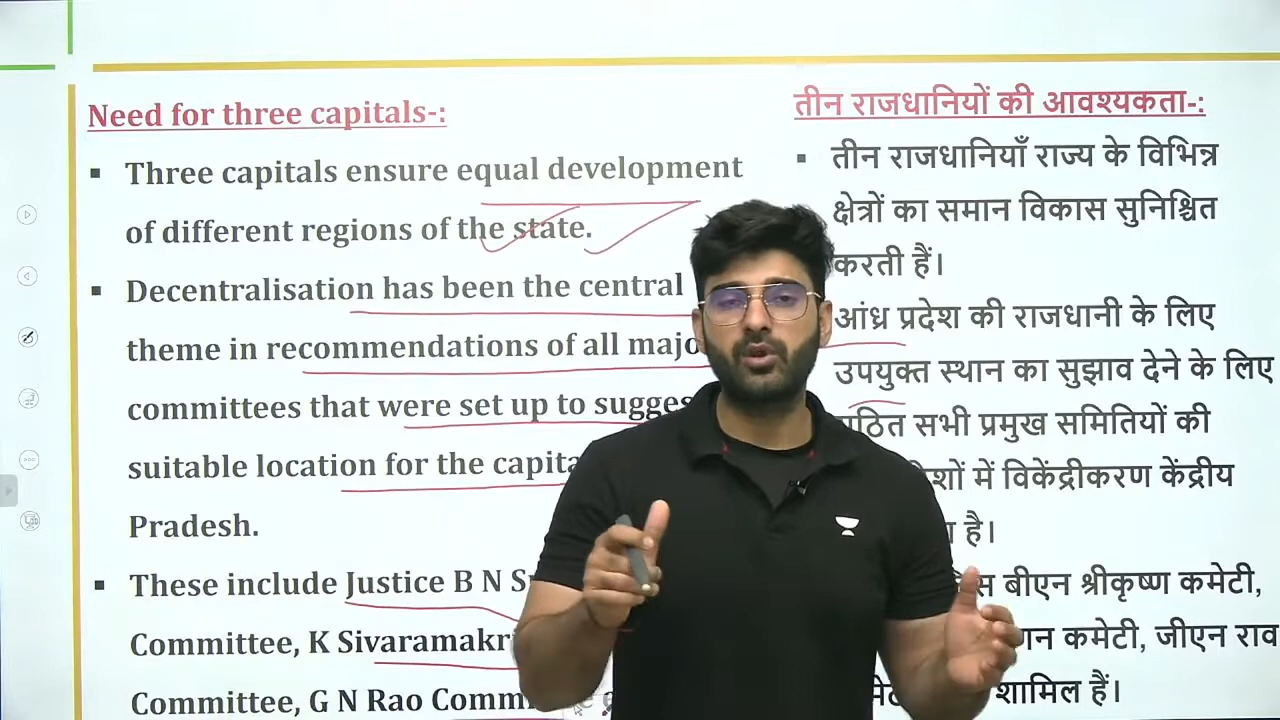 Need for three capitals-:
▪ Three capitals ensure equal development
of different regions of the state.
▪ Decentralisation has been the central
theme in recommendations of all majo
committees that were set up to sugges
suitable location for the capita
Pradesh.
▪ These include Justice B N S
Committee, K Sivaramakri
Committee, G N Rao Comm
तीन राजधानियों की आवश्यकता-:
▪ तीन राजधानियाँ राज्य के विभिन्न
क्षेत्रों का समान विकास सुनिश्चित
करती हैं।
आंध्र प्रदेश की राजधानी के लिए
उपयुक्त स्थान का सुझाव देने के लिए
गठित सभी प्रमुख समितियों की
में विकेंद्रीकरण केंद्रीय
है।
बीएन श्रीकृष्ण कमेटी,
कमेटी, जीएन राव
शामिल हैं।